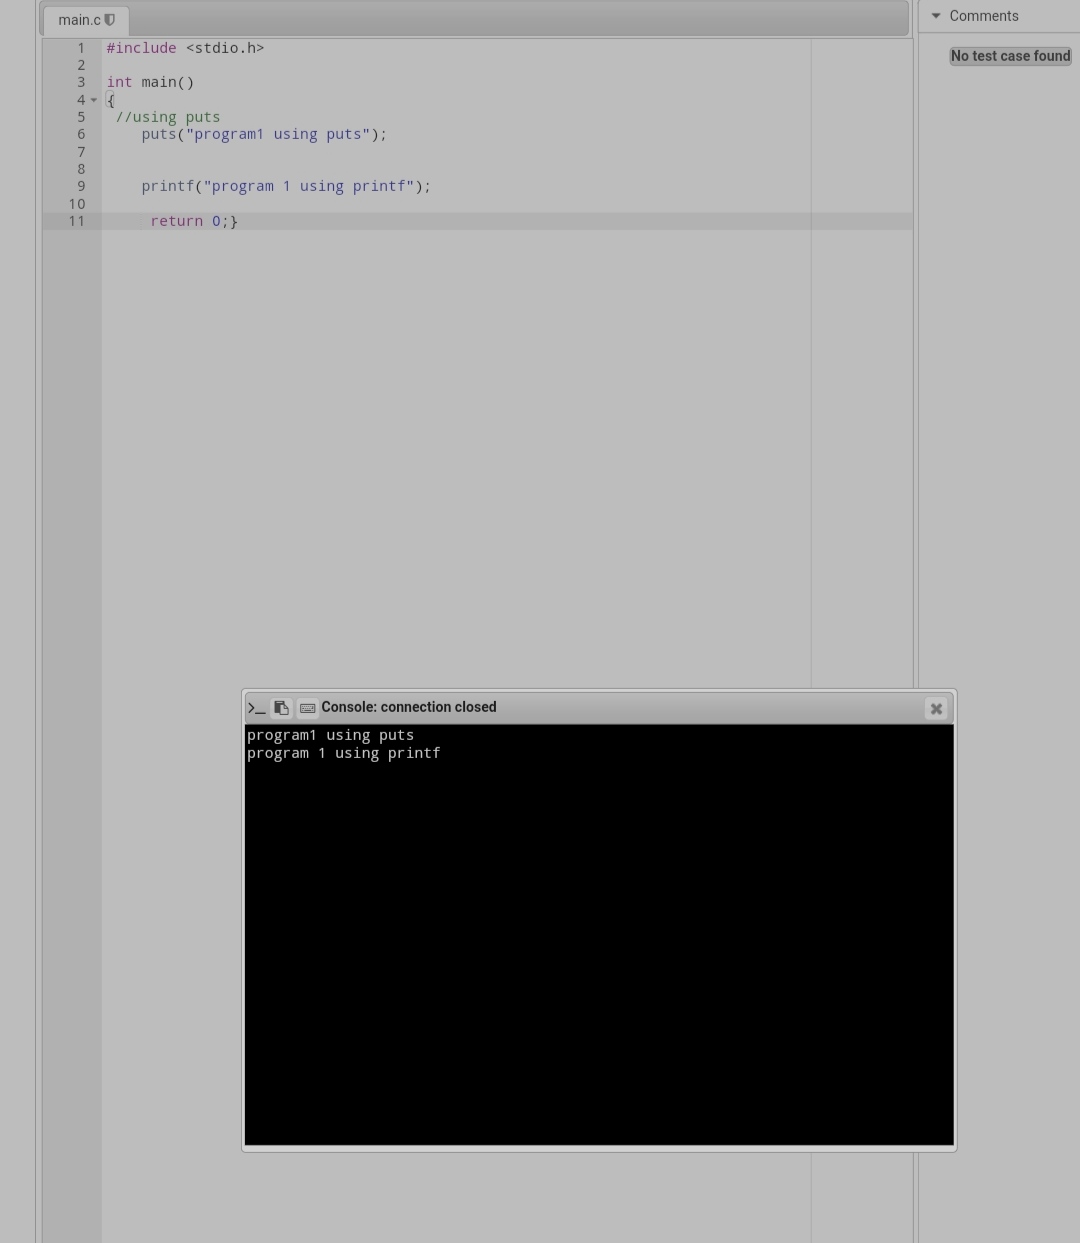 main.c
Comments
No test case found
1 #include <stdio.h>
2
3 int main()
4 {
5 //using puts
6 puts("program1 using puts");
7
8
9 printf("program 1 using printf");
10
11 return 0;}
Console: connection closed
program1 using puts
program 1 using printf